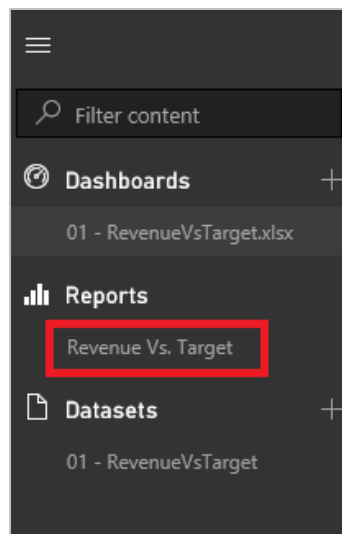 Filter content
Dashboards
01 - RevenueVsTarget.xlsx
Reports
Revenue Vs. Target
Datasets
01 - RevenueVsTarget